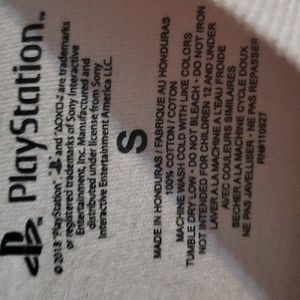 PlayStation
©2018 "PlayStation" and are trademarks
or registered trademarks of Sony Interactive
Entertainment, Inc. Manufactured and
distributed under license from Sony
Interactive Entertainment America LLC.
S
MADE IN HONDURAS / FABRIQUE AU HONDURAS
100% COTTON / COTON
MACHINE WASH COLD WITH LIKE COLORS
TUMBLE DRY LOW • DO NOT BLEACH • DO NOT IRON
NOT INTENDED FOR CHILDREN 12 AND UNDER
LAVER A LA MACHINE A L'EAU FROIDE
AVEC COULEURS SIMILAIRES
SECHER A LA MACHINE CYCLE DOUX
NE PAS JAVELLISER • NE PAS REPASSER
RN#110927